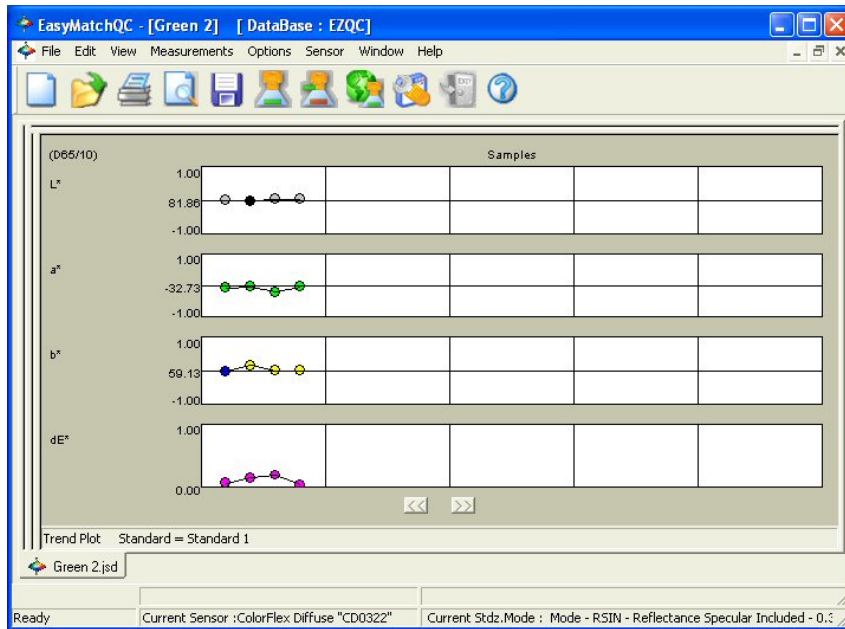 EasyMatchQC - [Green 2] [ DataBase : EZQC]
File Edit View Measurements Options Sensor Window Help
EXIT
(D65/10) Samples
L*
1.00
81.86
-1.00
a*
1.00
-32.73
-1.00
b*
1.00
59.13
-1.00
dE*
1.00
0.00
<< >>
Trend Plot Standard = Standard 1
Green 2.jsd
Ready Current Sensor :ColorFlex Diffuse "CD0322" Current Stdz.Mode : Mode - RSIN - Reflectance Specular Included - 0.3